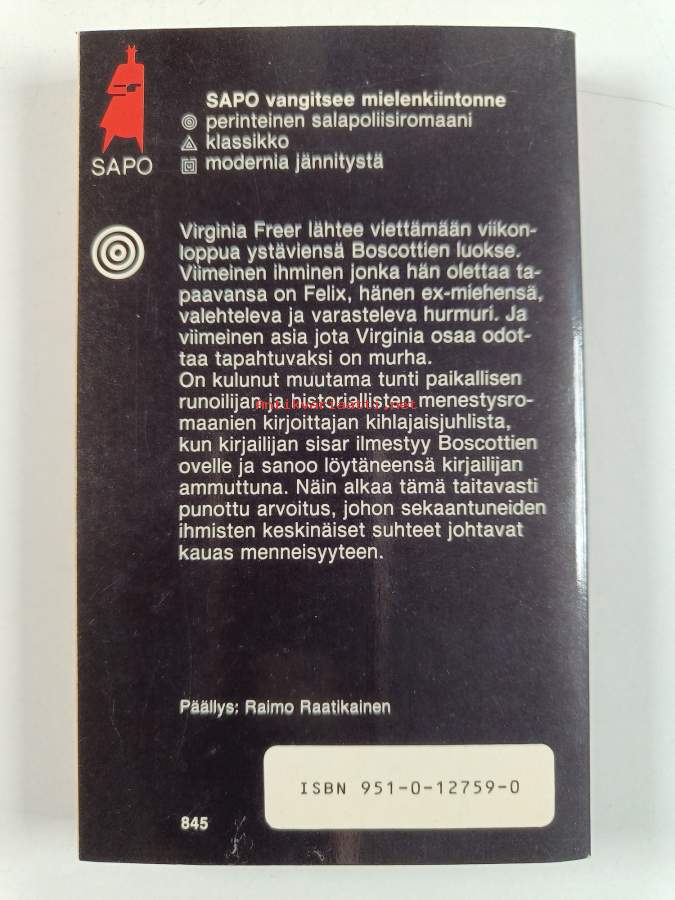 SAPO
SAPO vangitsee mielenkiintonne
perinteinen salapoliisiromaani
klassikko
modernia jännitystä
Virginia Freer lähtee viettämään viikon-
loppua ystäviensä Boscottien luokse.
Viimeinen ihminen jonka hän olettaa ta-
paavansa on Felix, hänen ex-miehensä,
valehteleva ja varasteleva hurmuri. Ja
viimeinen asia jota Virginia osaa odot-
taa tapahtuvaksi on murha.
On kulunut muutama tunti paikallisen
runoilijan ja historiallisten menestysro-
Antikvariaatti.net
maanien kirjoittajan kihlajaisjuhlista,
kun kirjailijan sisar ilmestyy Boscottien
ovelle ja sanoo löytäneensä kirjailijan
ammuttuna. Näin alkaa tämä taitavasti
punottu arvoitus, johon sekaantuneiden
ihmisten keskinäiset suhteet johtavat
kauas menneisyyteen.
Päällys: Raimo Raatikainen
ISBN 951-0-12759-0
845